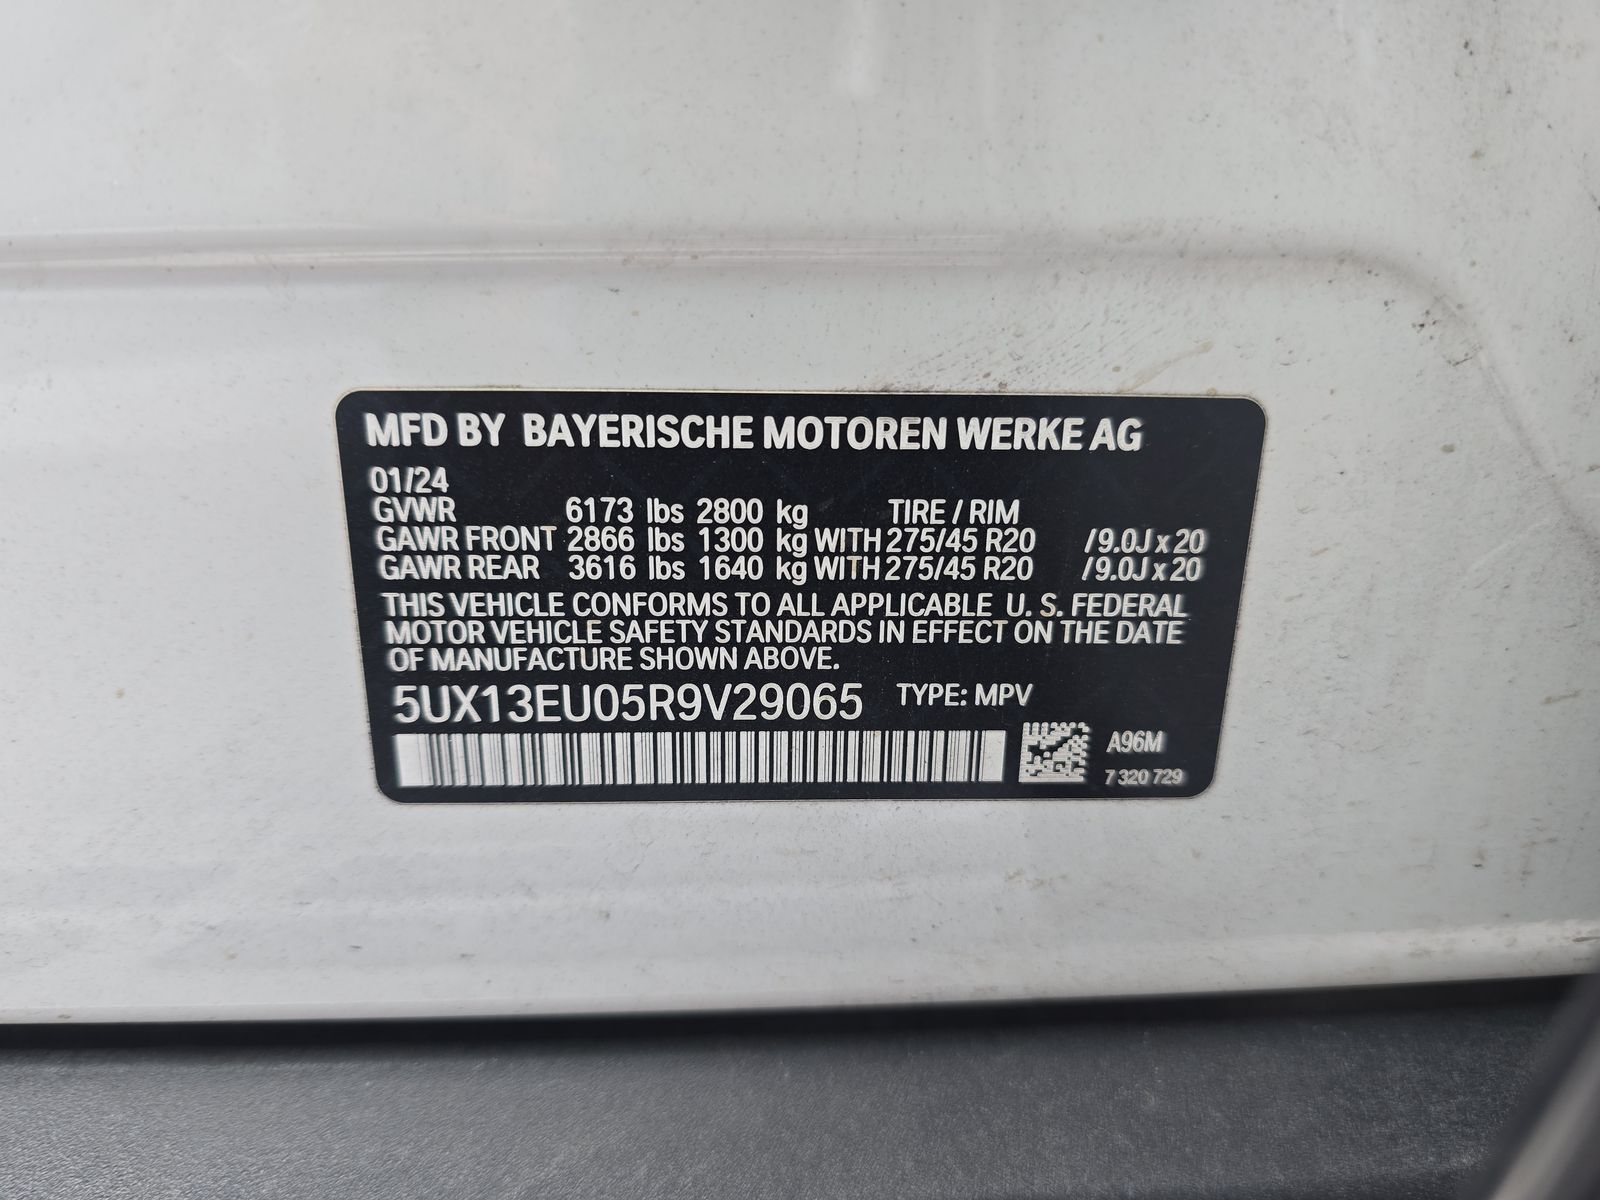 MFD BY BAYERISCHE MOTOREN WERKE AG
01/24
GVWR 6173 lbs 2800 kg TIRE / RIM
GAWR FRONT 2866 lbs 1300 kg WITH 275/45 R20 /9.0J x 20
GAWR REAR 3616 lbs 1640 kg WITH 275/45 R20 /9.0J x 20
THIS VEHICLE CONFORMS TO ALL APPLICABLE U. S. FEDERAL
MOTOR VEHICLE SAFETY STANDARDS IN EFFECT ON THE DATE
OF MANUFACTURE SHOWN ABOVE.
5UX13EU05R9V29065 TYPE: MPV
A96M
7 320 729